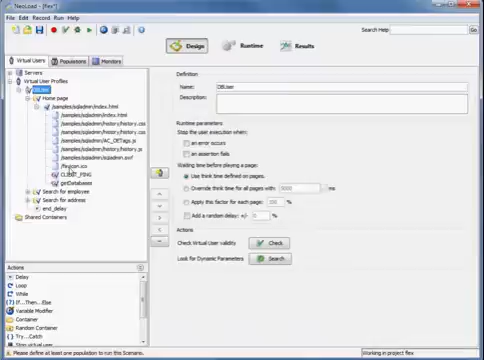 NeoLoad - [flex*]
File Edit Record Run Help
Search Help
Design Runtime Results
Virtual Users Populations Monitors
Servers
Virtual User Profiles
DBUser
Home page
/samples/sqladmin/index.html
/samples/sqladmin/index.html
/samples/sqladmin/history/history.css
/samples/sqladmin/history/history.css
/samples/sqladmin/AC_OETags.js
/samples/sqladmin/history/history.js
/samples/sqladmin/sqladmin.swf
/favicon.ico
CLIENT_PING
getDatabases
Search for employee
Search for address
end_delay
Shared Containers
Actions
Delay
Loop
While
If...Then...Else
Variable Modifier
Container
Random Container
Try...Catch
Stop virtual user
Definition
Name: DBUser
Description:
Runtime parameters
Stop the user execution when:
an error occurs
an assertion fails
Waiting time before playing a page:
Use think time defined on pages
Override think time for all pages with: 5000 ms
Apply this factor for each page: %
Add a random delay: +/- 0 %
Actions
Check Virtual User validity Check
Look for Dynamic Parameters Search
Please define at least one population to run the Scenario.
Working in project flex